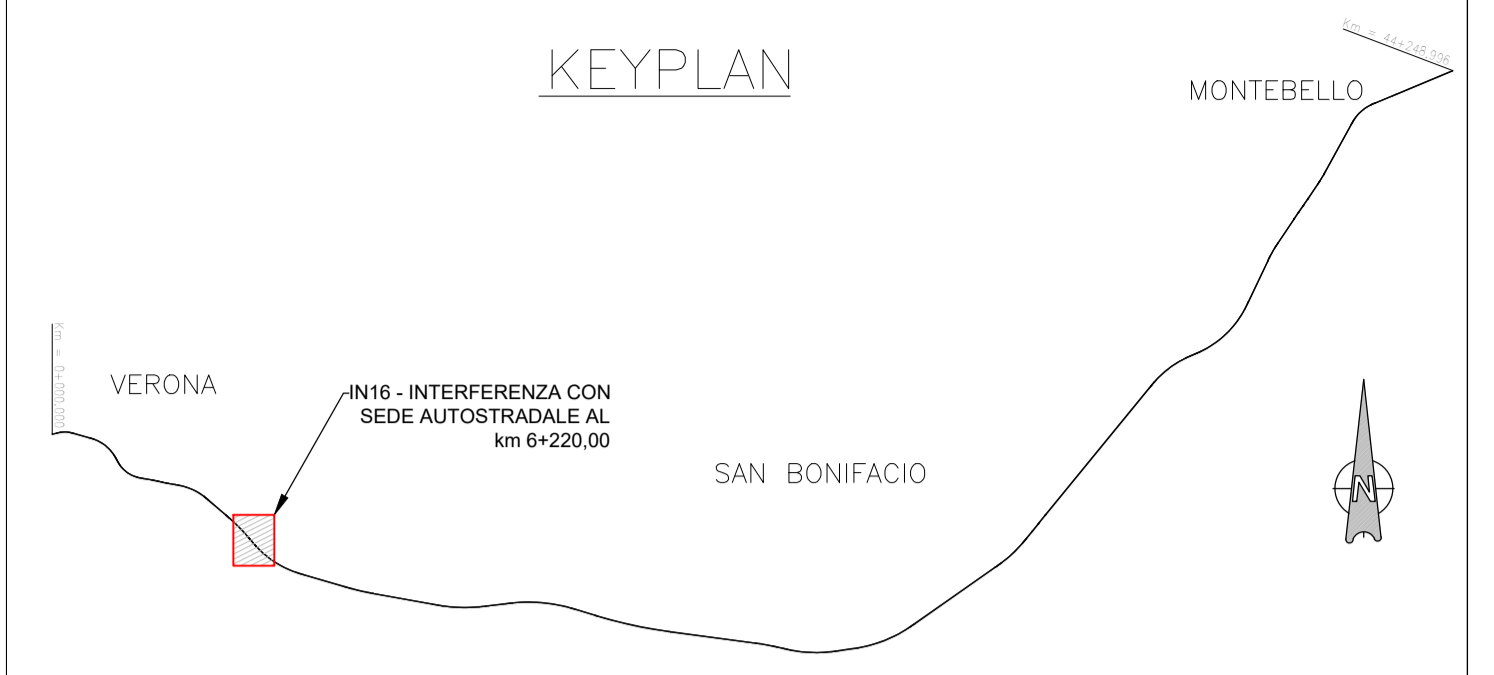 KEYPLAN
Km = 44+248,996
MONTEBELLO
Km = 0+000,000
VERONA
IN16 - INTERFERENZA CON
SEDE AUTOSTRADALE AL
km 6+220,00
SAN BONIFACIO
N